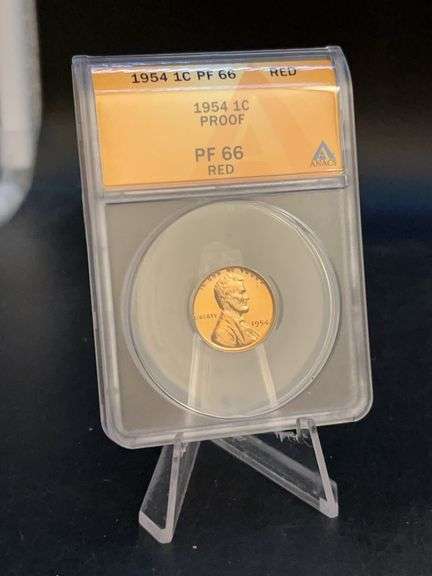 1954 1C PF 66 RED
1954 1C
PROOF
PF 66
RED
ANACS
LIBERTY 1954